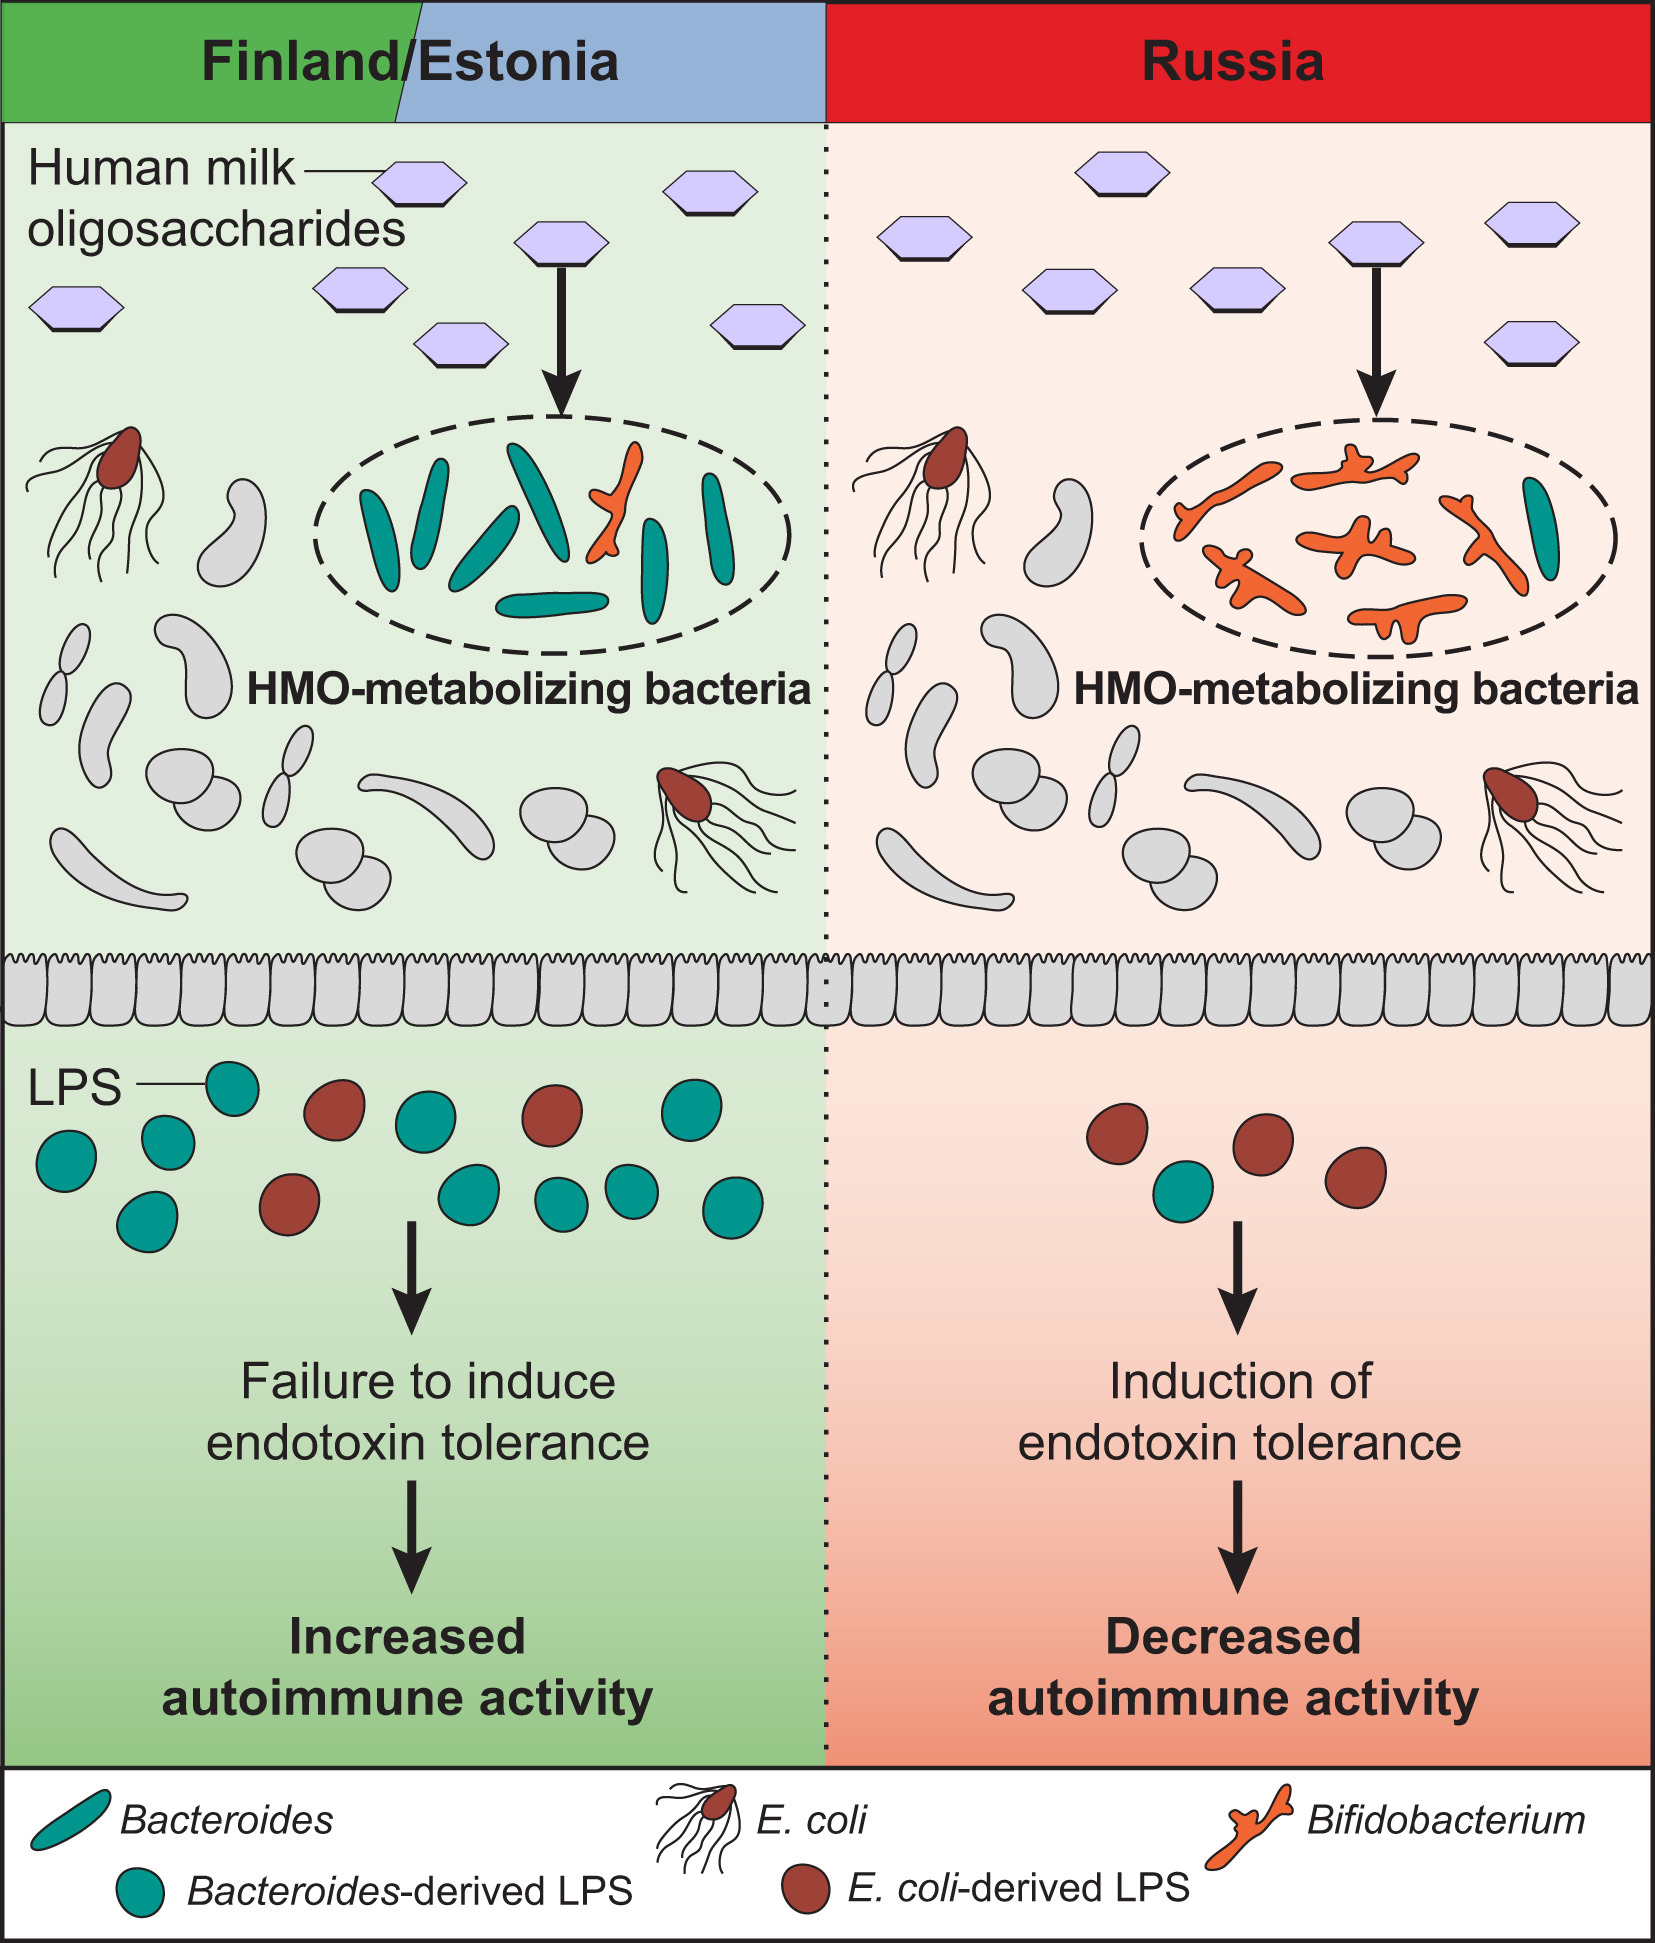 Finland/Estonia
Russia
Human milk
oligosaccharides
HMO-metabolizing bacteria
HMO-metabolizing bacteria
LPS
Failure to induce
endotoxin tolerance
Induction of
endotoxin tolerance
Increased
autoimmune activity
Decreased
autoimmune activity
Bacteroides
E. coli
Bifidobacterium
Bacteroides-derived LPS
E. coli-derived LPS